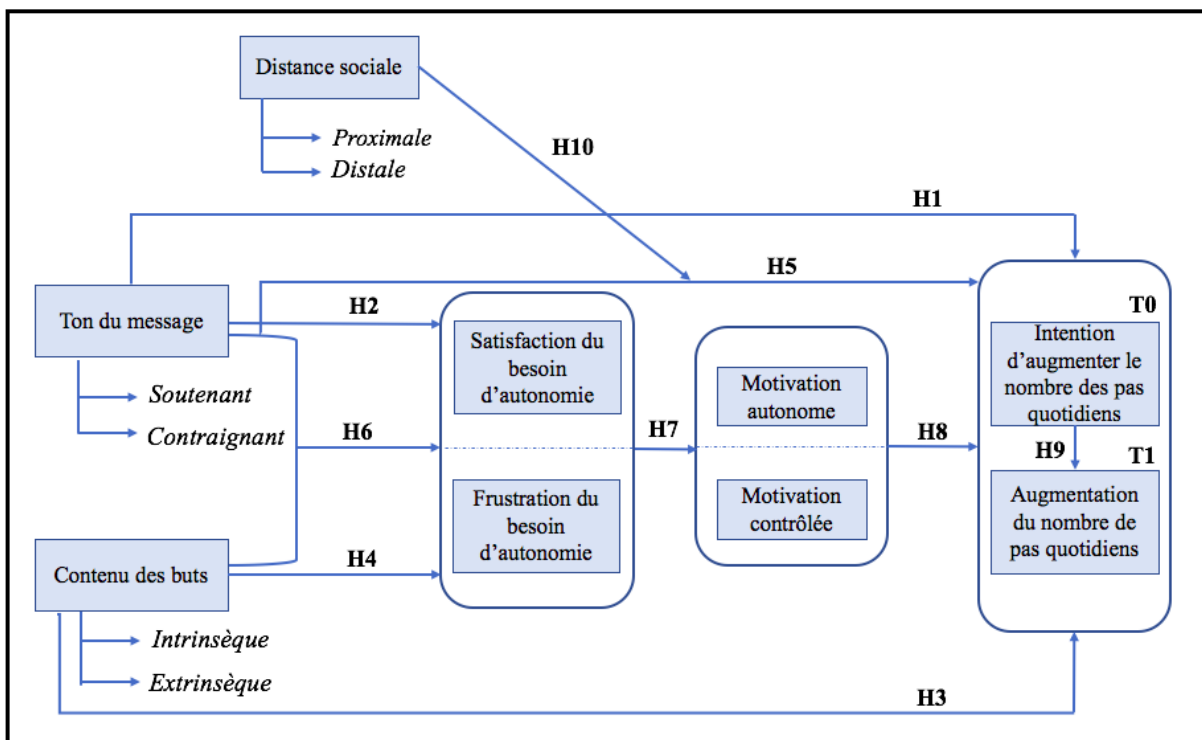 Distance sociale
Proximale
Distale
H10
H1
H5
Ton du message
H2
Soutenant
Contraignant
Satisfaction du
besoin
d’autonomie
Motivation
autonome
T0
Intention
d’augmenter le
nombre des pas
quotidiens
H6
H7
H8
H9
T1
Frustration du
besoin
d’autonomie
Motivation
contrôlée
Augmentation
du nombre de
pas quotidiens
Contenu des buts
H4
Intrinsèque
Extrinsèque
H3